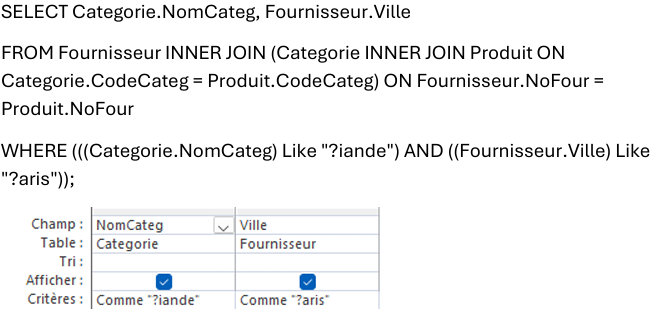 SELECT Categorie.NomCateg, Fournisseur.Ville
FROM Fournisseur INNER JOIN (Categorie INNER JOIN Produit ON
Categorie.CodeCateg = Produit.CodeCateg) ON Fournisseur.NoFour =
Produit.NoFour
WHERE (((Categorie.NomCateg) Like "?iande") AND ((Fournisseur.Ville) Like
"?aris"));
Champ : NomCateg Ville
Table : Categorie Fournisseur
Tri :
Afficher :
Critères : Comme "?iande" Comme "?aris"